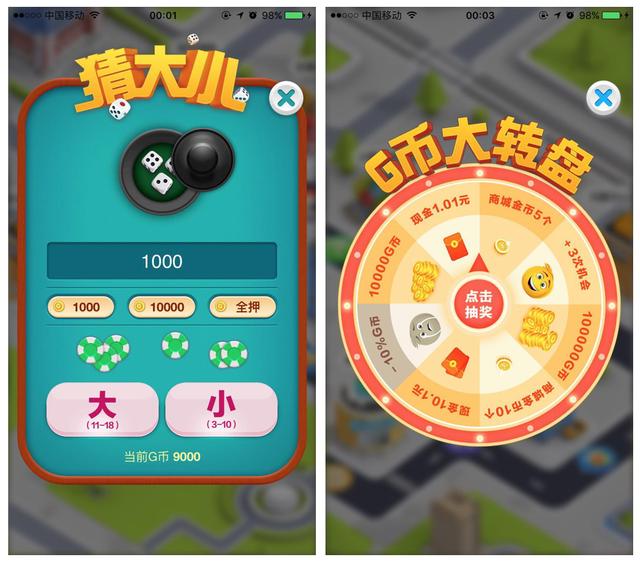 中国移动 00:01 98%
猜大小
1000
1000 10000 全押
大 小
(11-18) (3-10)
当前G币 9000
中国移动 00:03 98%
G币大转盘
现金1.01元
商城金币5个
+3次机会
100000G币
商城金币10个
现金10.1元
-10%G币
10000G币
点击
抽奖